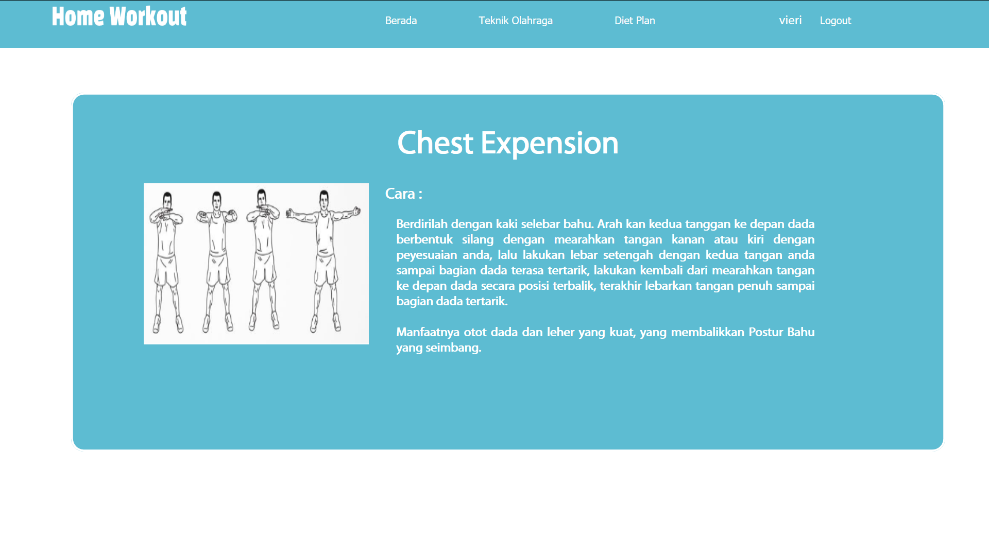 Home Workout
Berada
Teknik Olahraga
Diet Plan
vieri
Logout
Chest Expension
Cara :
Berdirilah dengan kaki selebar bahu. Arah kan kedua tanggan ke depan dada
berbentuk silang dengan mearahkan tangan kanan atau kiri dengan
peyesuaian anda, lalu lakukan lebar setengah dengan kedua tangan anda
sampai bagian dada terasa tertarik, lakukan kembali dari mearahkan tangan
ke depan dada secara posisi terbalik, terakhir lebarkan tangan penuh sampai
bagian dada tertarik.
Manfaatnya otot dada dan leher yang kuat, yang membalikkan Postur Bahu
yang seimbang.